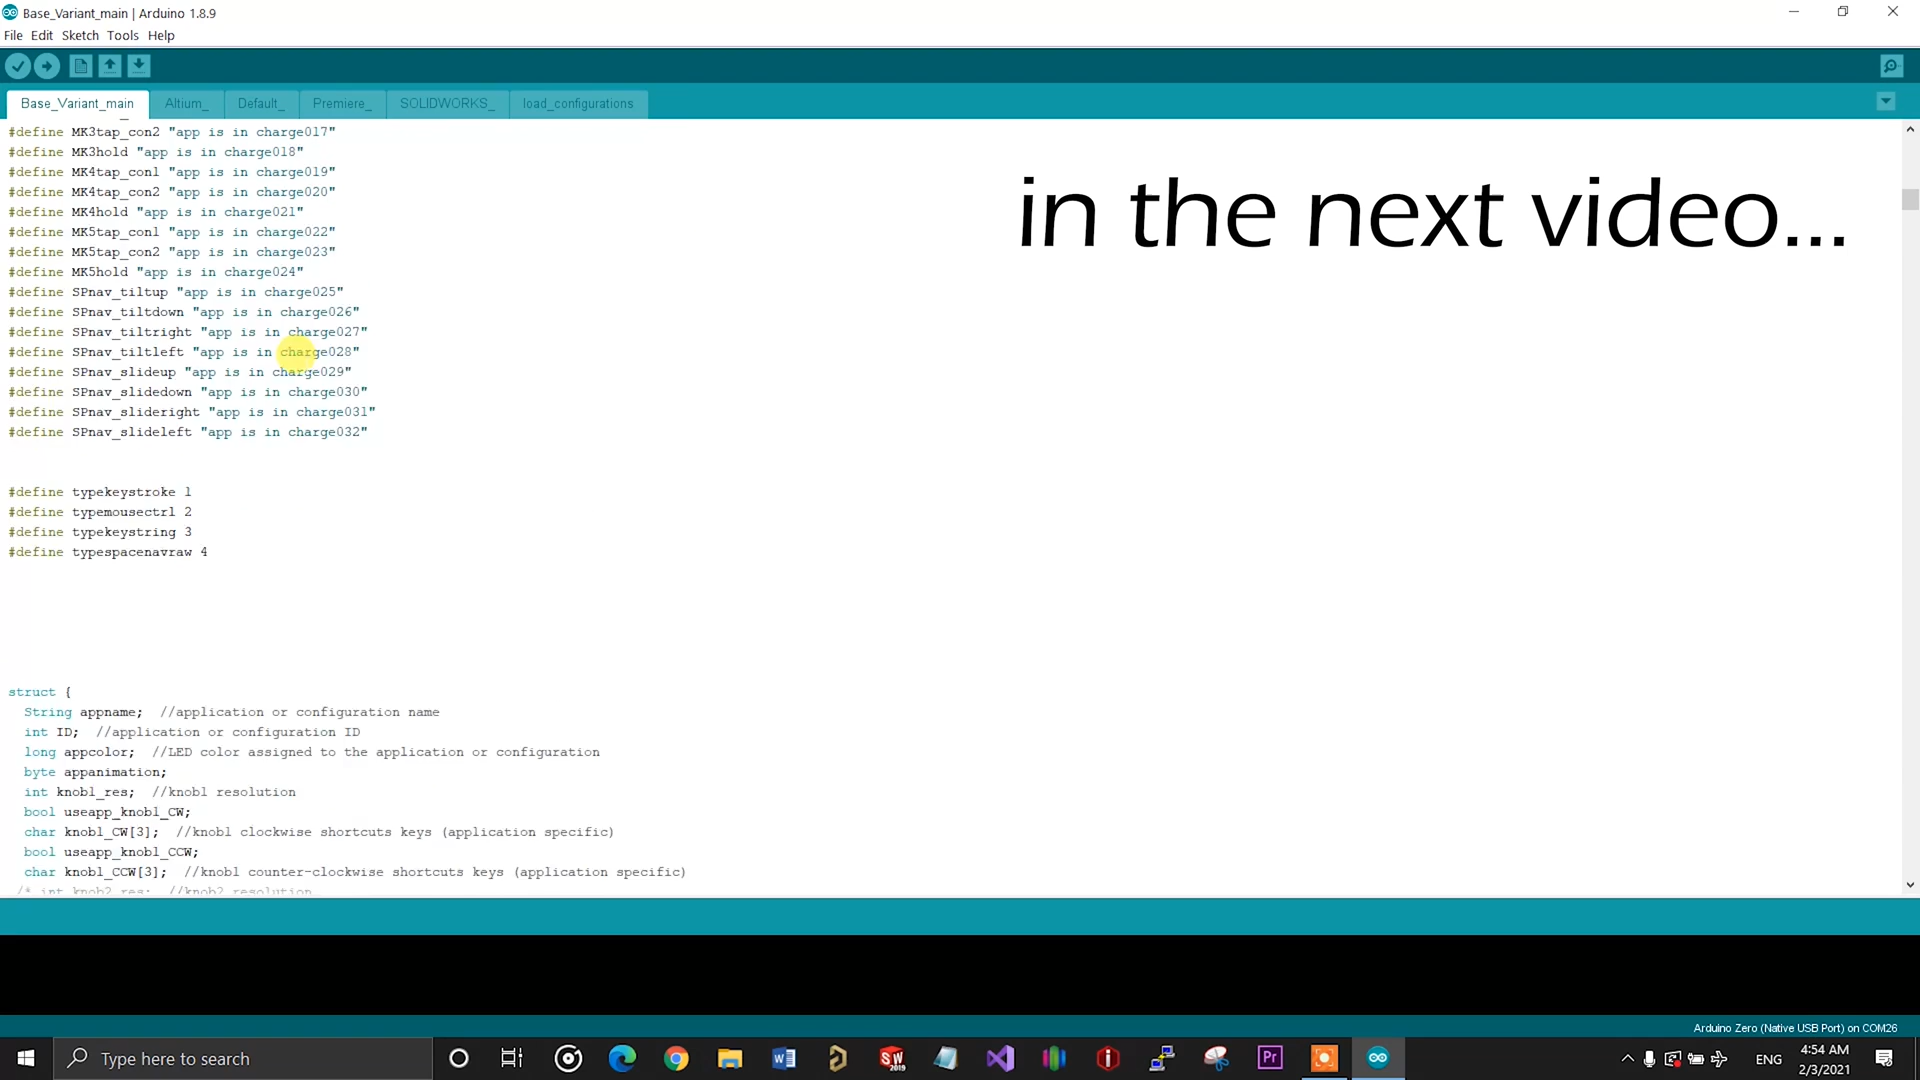 Base_Variant_main | Arduino 1.8.9
File Edit Sketch Tools Help
Base_Variant_main Altium_ Default_ Premiere_ SOLIDWORKS_ load_configurations
#define MK3tap_con2 "app is in charge017"
#define MK3hold "app is in charge018"
#define MK4tap_con1 "app is in charge019"
#define MK4tap_con2 "app is in charge020"
#define MK4hold "app is in charge021"
#define MK5tap_con1 "app is in charge022"
#define MK5tap_con2 "app is in charge023"
#define MK5hold "app is in charge024"
#define SPnav_tiltup "app is in charge025"
#define SPnav_tiltdown "app is in charge026"
#define SPnav_tiltright "app is in charge027"
#define SPnav_tiltleft "app is in charge028"
#define SPnav_slideup "app is in charge029"
#define SPnav_slidedown "app is in charge030"
#define SPnav_slideright "app is in charge031"
#define SPnav_slideleft "app is in charge032"
in the next video...
#define typekeystroke 1
#define typemousectrl 2
#define typekeystring 3
#define typespacenavraw 4
struct {
String appname; //application or configuration name
int ID; //application or configuration ID
long appcolor; //LED color assigned to the application or configuration
byte appanimation;
int knob1_res; //knob1 resolution
bool useapp_knob1_CW;
char knob1_CW[3]; //knob1 clockwise shortcuts keys (application specific)
bool useapp_knob1_CCW;
char knob1_CCW[3]; //knob1 counter-clockwise shortcuts keys (application specific)
/* int knob2_res; //knob2 resolution
Arduino Zero (Native USB Port) on COM26
Type here to search
SW
2019
Pr
ENG
4:54 AM
2/3/2021